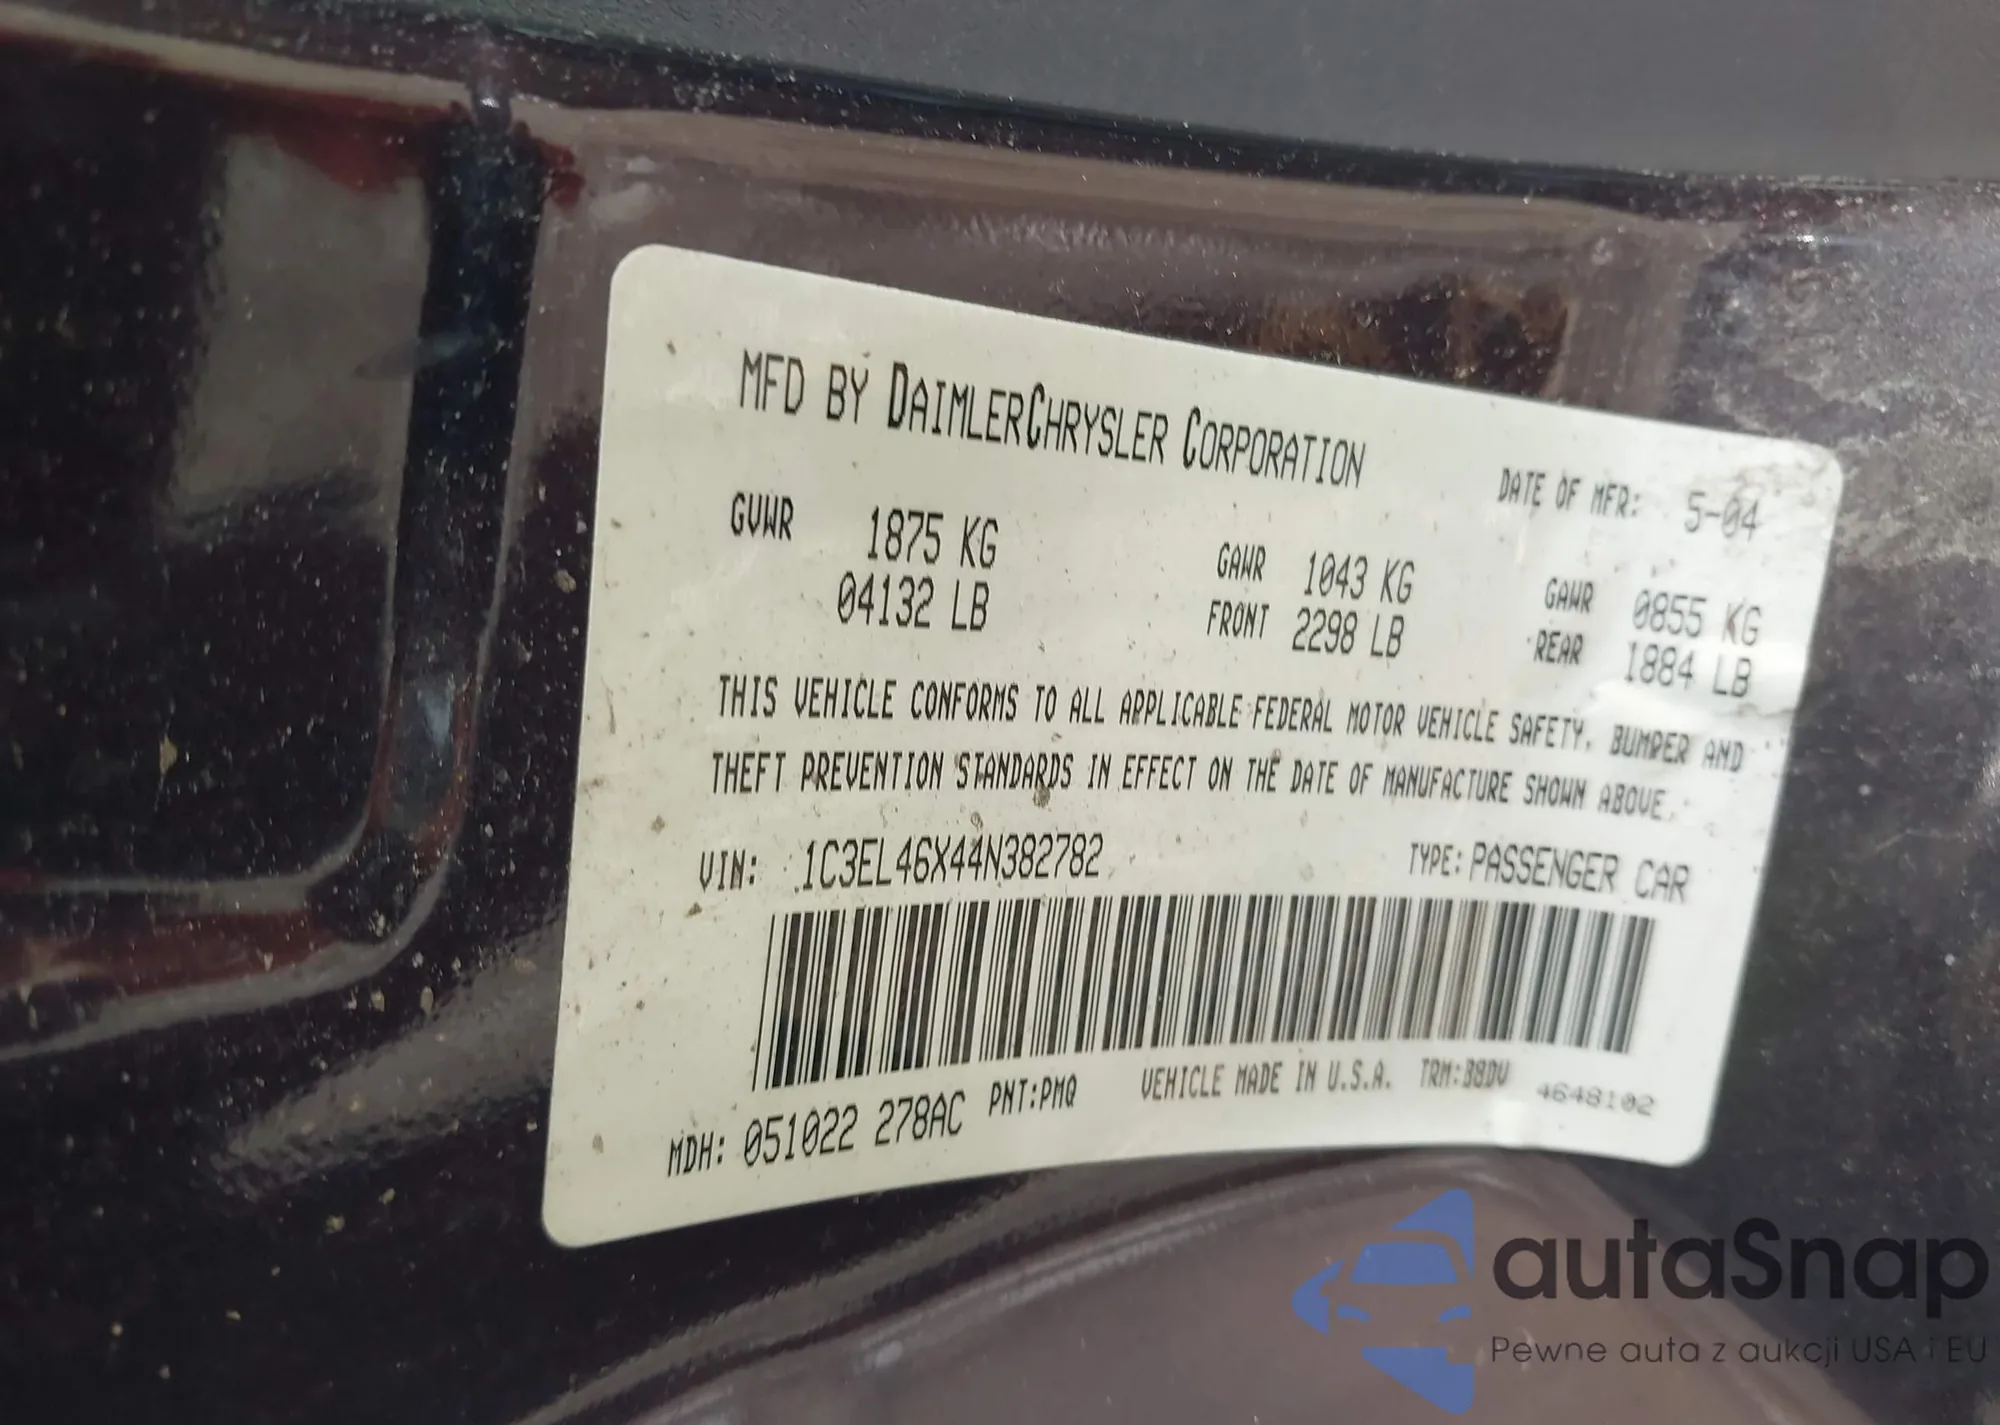 MFD BY DAIMLERCHRYSLER CORPORATION
DATE OF MFR: 5-04
GVWR 1875 KG
04132 LB
GAWR 1043 KG
FRONT 2298 LB
GAWR 0855 KG
REAR 1884 LB
THIS VEHICLE CONFORMS TO ALL APPLICABLE FEDERAL MOTOR VEHICLE SAFETY, BUMPER AND
THEFT PREVENTION STANDARDS IN EFFECT ON THE DATE OF MANUFACTURE SHOWN ABOVE.
VIN: 1C3EL46X44N382782 TYPE: PASSENGER CAR
MDH: 051022 278AC PNT:PMQ VEHICLE MADE IN U.S.A. TRM:B8DV 4648102
autaSnap
Pewne auta z aukcji USA i EU